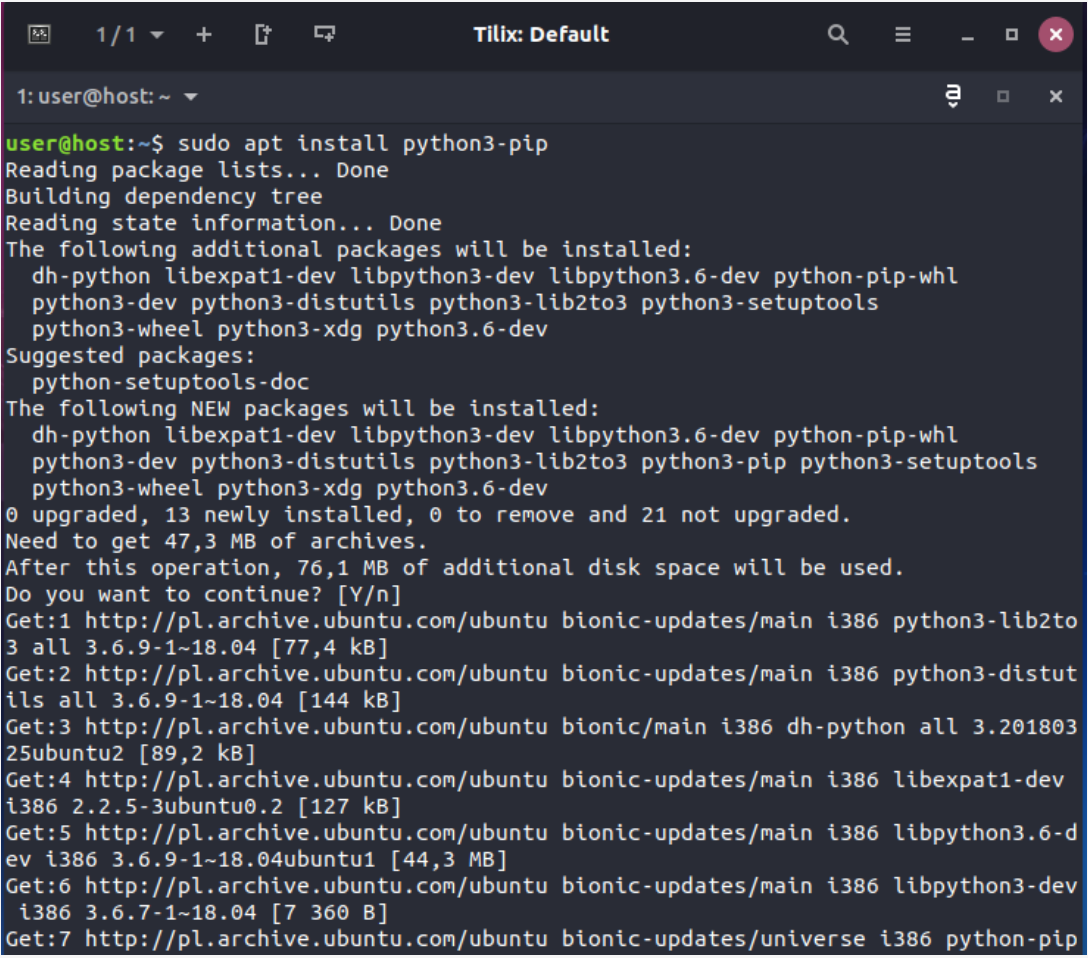 1 / 1 Tilix: Default
1: user@host: ~
user@host:~$ sudo apt install python3-pip
Reading package lists... Done
Building dependency tree
Reading state information... Done
The following additional packages will be installed:
  dh-python libexpat1-dev libpython3-dev libpython3.6-dev python-pip-whl
  python3-dev python3-distutils python3-lib2to3 python3-setuptools
  python3-wheel python3-xdg python3.6-dev
Suggested packages:
  python-setuptools-doc
The following NEW packages will be installed:
  dh-python libexpat1-dev libpython3-dev libpython3.6-dev python-pip-whl
  python3-dev python3-distutils python3-lib2to3 python3-pip python3-setuptools
  python3-wheel python3-xdg python3.6-dev
0 upgraded, 13 newly installed, 0 to remove and 21 not upgraded.
Need to get 47,3 MB of archives.
After this operation, 76,1 MB of additional disk space will be used.
Do you want to continue? [Y/n]
Get:1 http://pl.archive.ubuntu.com/ubuntu bionic-updates/main i386 python3-lib2to
3 all 3.6.9-1~18.04 [77,4 kB]
Get:2 http://pl.archive.ubuntu.com/ubuntu bionic-updates/main i386 python3-distut
ils all 3.6.9-1~18.04 [144 kB]
Get:3 http://pl.archive.ubuntu.com/ubuntu bionic/main i386 dh-python all 3.201803
25ubuntu2 [89,2 kB]
Get:4 http://pl.archive.ubuntu.com/ubuntu bionic-updates/main i386 libexpat1-dev
i386 2.2.5-3ubuntu0.2 [127 kB]
Get:5 http://pl.archive.ubuntu.com/ubuntu bionic-updates/main i386 libpython3.6-d
ev i386 3.6.9-1~18.04ubuntu1 [44,3 MB]
Get:6 http://pl.archive.ubuntu.com/ubuntu bionic-updates/main i386 libpython3-dev
 i386 3.6.7-1~18.04 [7 360 B]
Get:7 http://pl.archive.ubuntu.com/ubuntu bionic-updates/universe i386 python-pip